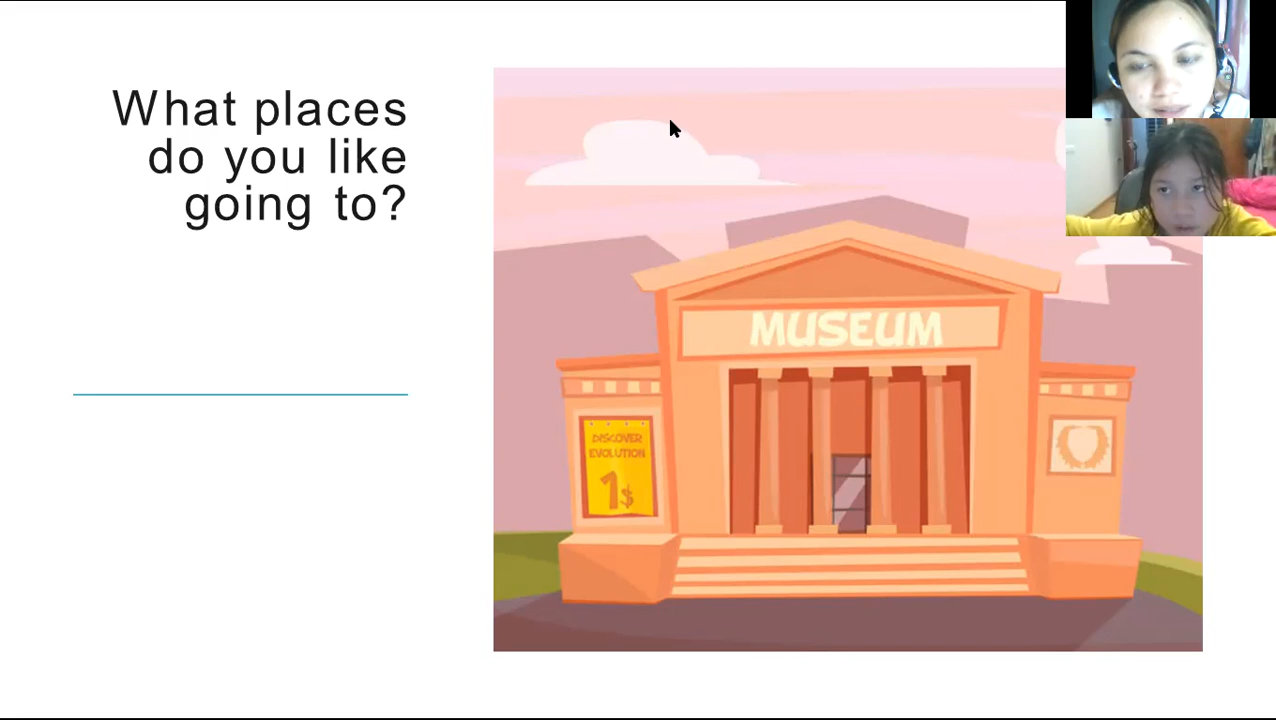 What places
do you like
going to?
MUSEUM
DISCOVER
EVOLUTION
1$